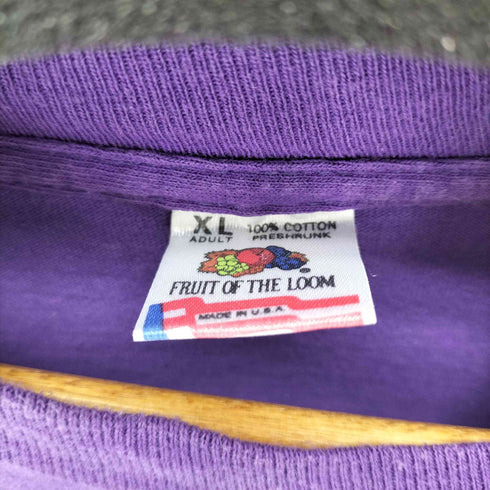 XL 100% COTTON
ADULT PRESHRUNK
FRUIT OF THE LOOM
®
MADE IN U.S.A.